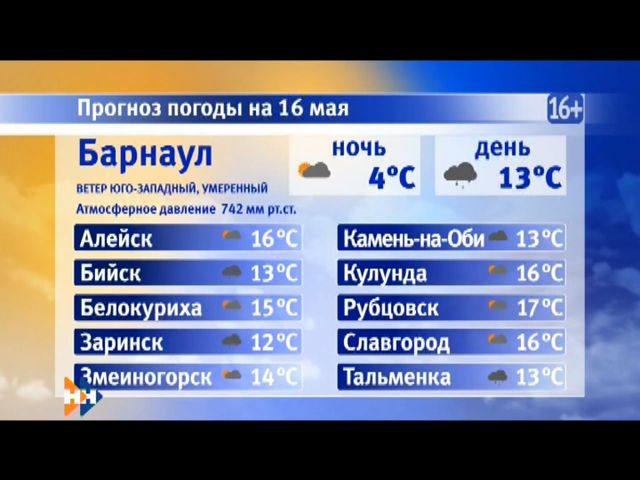 Прогноз погоды на 16 мая
16+
Барнаул
ночь
4°C
день
13°C
ВЕТЕР ЮГО-ЗАПАДНЫЙ, УМЕРЕННЫЙ
Атмосферное давление 742 мм рт.ст.
Алейск 16°C
Бийск 13°C
Белокуриха 15°C
Заринск 12°C
Змеиногорск 14°C
Камень-на-Оби 13°C
Кулунда 16°C
Рубцовск 17°C
Славгород 16°C
Тальменка 13°C
НН